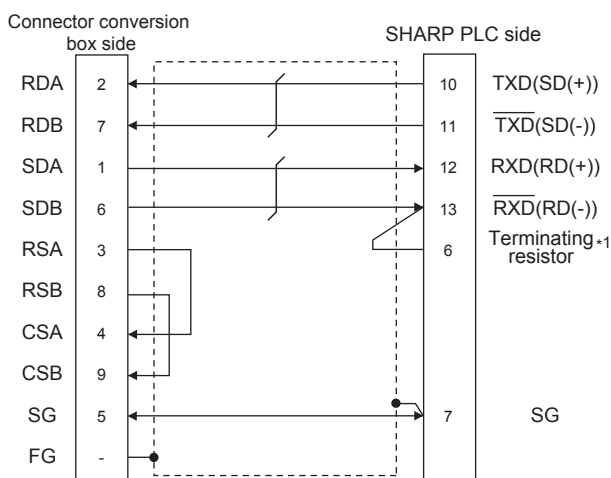 Connector conversion
box side
SHARP PLC side
RDA 2 10 TXD(SD(+))
RDB 7 11 TXD(SD(-))
SDA 1 12 RXD(RD(+))
SDB 6 13 RXD(RD(-))
RSA 3 6 Terminating *1
resistor
RSB 8
CSA 4
CSB 9
SG 5 7 SG
FG -